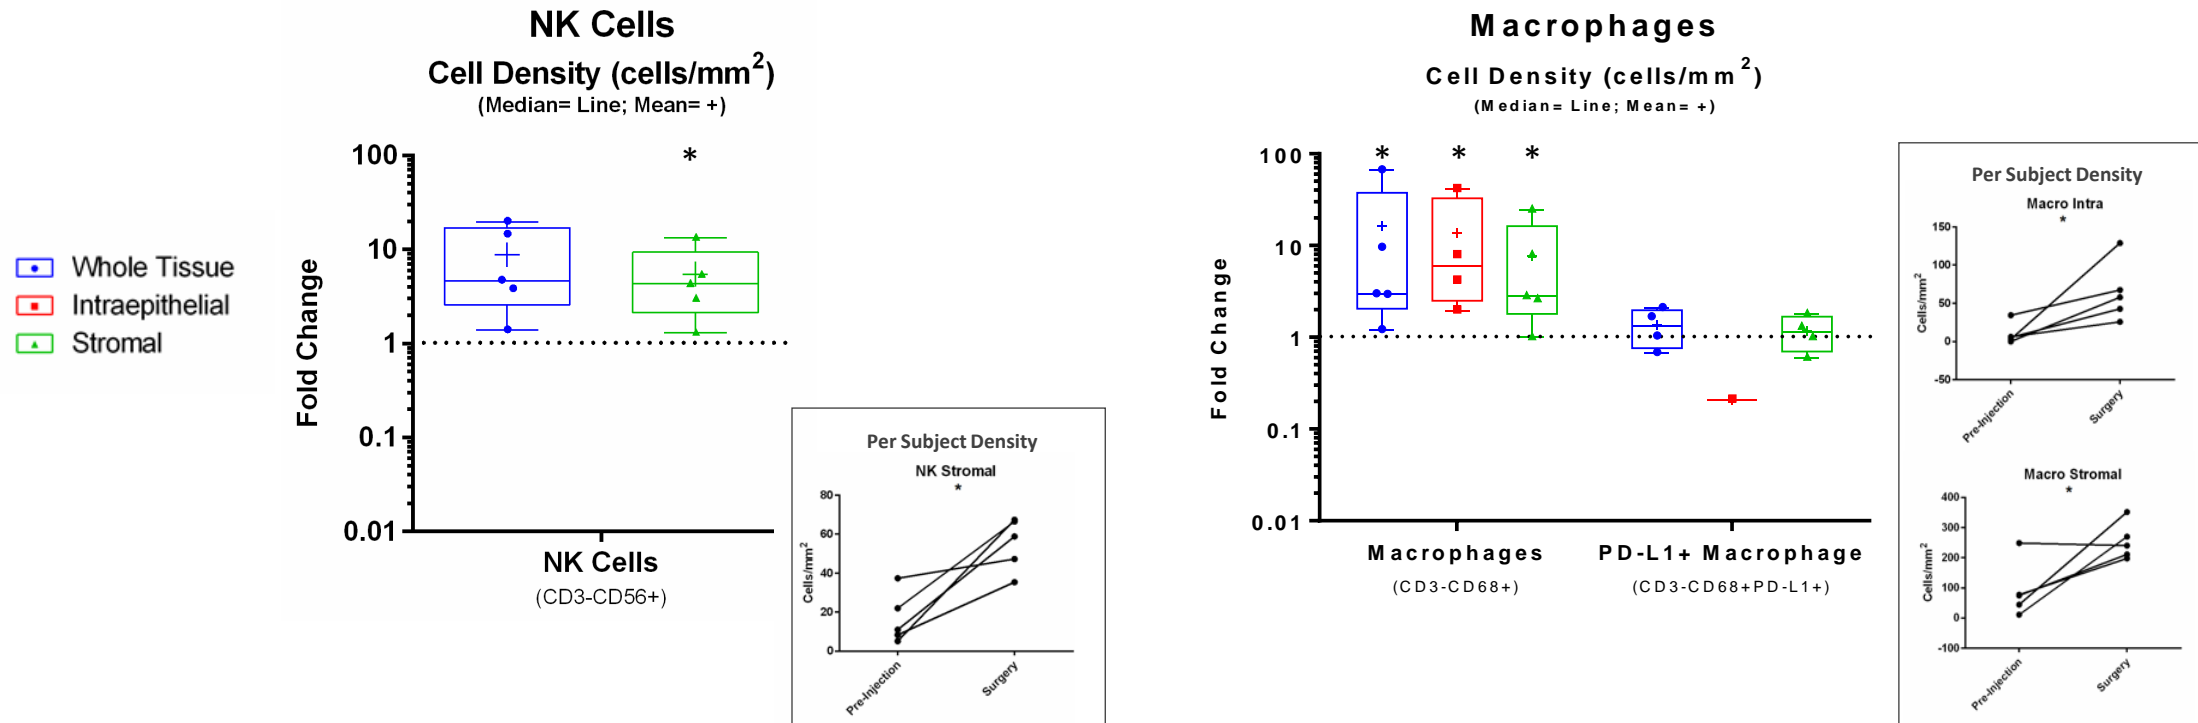 NK Cells
Cell Density (cells/mm²)
(Median= Line; Mean= +)
Whole Tissue
Intraepithelial
Stromal
Fold Change
100
10
1
0.1
0.01
*
NK Cells
(CD3-CD56+)
Per Subject Density
NK Stromal
*
Cells/mm²
80
60
40
20
0
Pre-Injection
Surgery
Macrophages
Cell Density (cells/mm²)
(Median= Line; Mean= +)
Fold Change
100
10
1
0.1
0.01
* * *
Macrophages
(CD3-CD68+)
PD-L1+ Macrophage
(CD3-CD68+PD-L1+)
Per Subject Density
Macro Intra
*
Cells/mm²
150
100
50
0
-50
Pre-Injection
Surgery
Macro Stromal
*
Cells/mm²
400
300
200
100
0
-100
Pre-Injection
Surgery